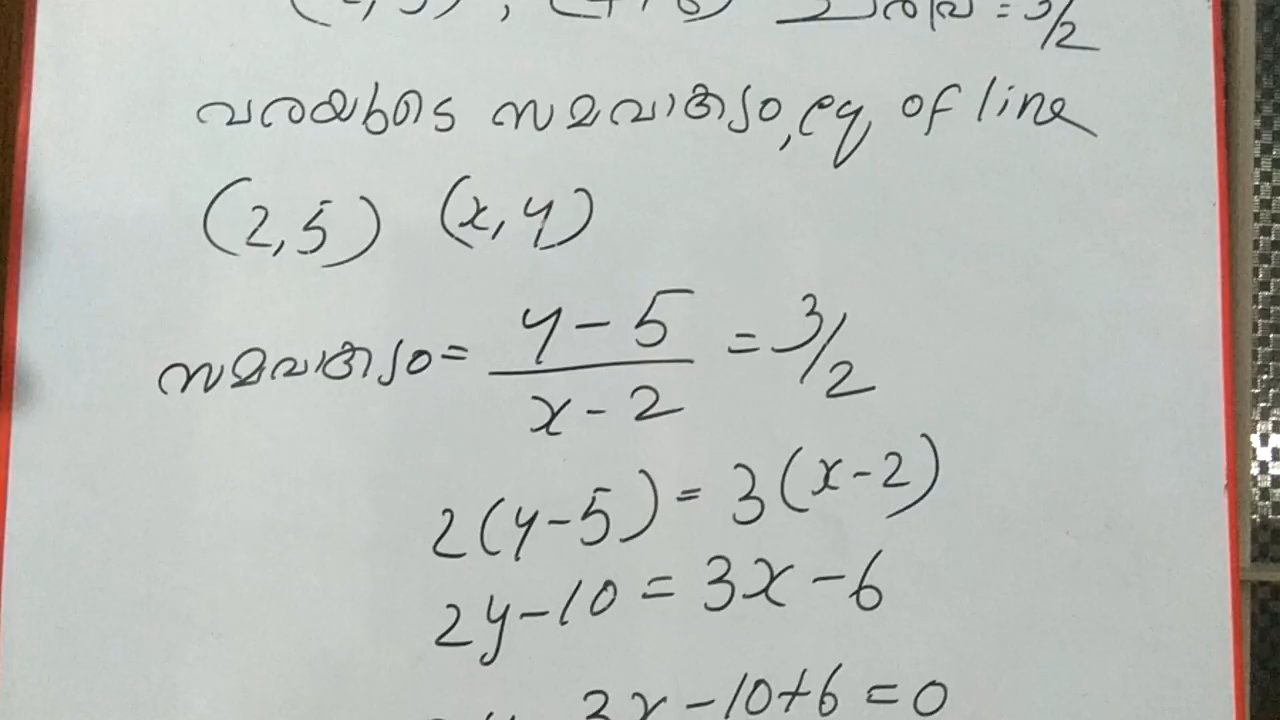 = 3/2
വരയുടെ സമവാക്യം, eq of line
(2,5) (x,y)
സമവാക്യം = y-5/x-2 = 3/2
2(y-5) = 3(x-2)
2y-10 = 3x-6
3x-10+6=0